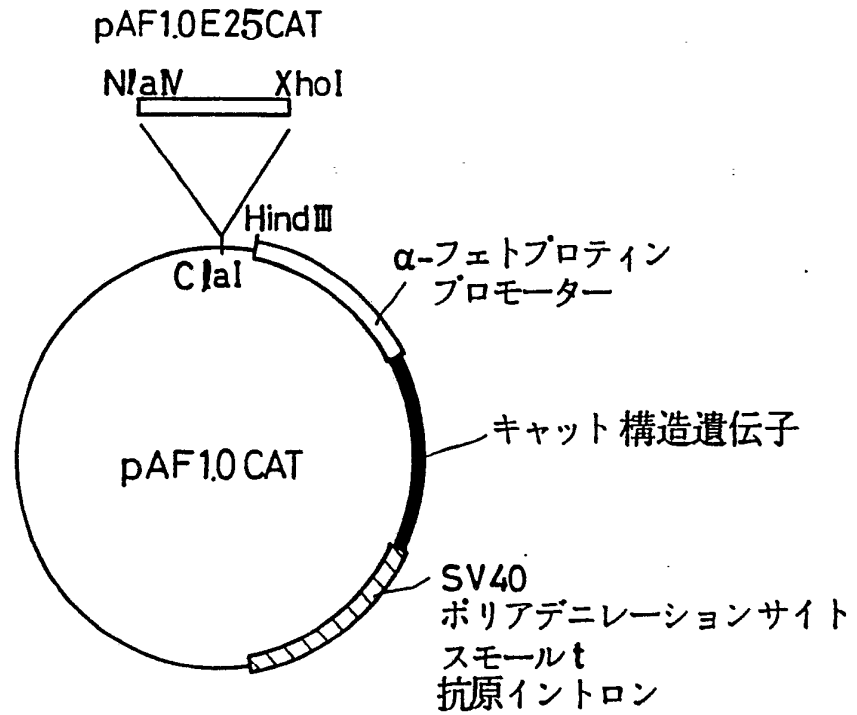 pAF1.0E25CAT
NlaIV
XhoI
HindⅢ
ClaI
α-フェトプロティン
プロモーター
キャット構造遺伝子
pAF1.0CAT
SV40
ポリアデニレーションサイト
スモールt
抗原イントロン